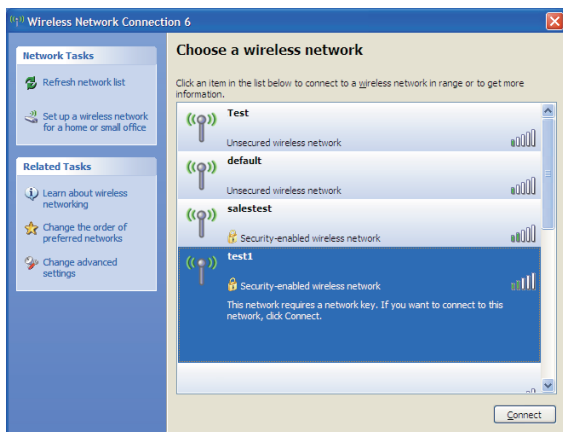 Wireless Network Connection 6
Network Tasks
Refresh network list
Set up a wireless network
for a home or small office
Related Tasks
Learn about wireless
networking
Change the order of
preferred networks
Change advanced
settings
Choose a wireless network
Click an item in the list below to connect to a wireless network in range or to get more
information.
Test
Unsecured wireless network
default
Unsecured wireless network
salestest
Security-enabled wireless network
test1
Security-enabled wireless network
This network requires a network key. If you want to connect to this
network, click Connect.
Connect